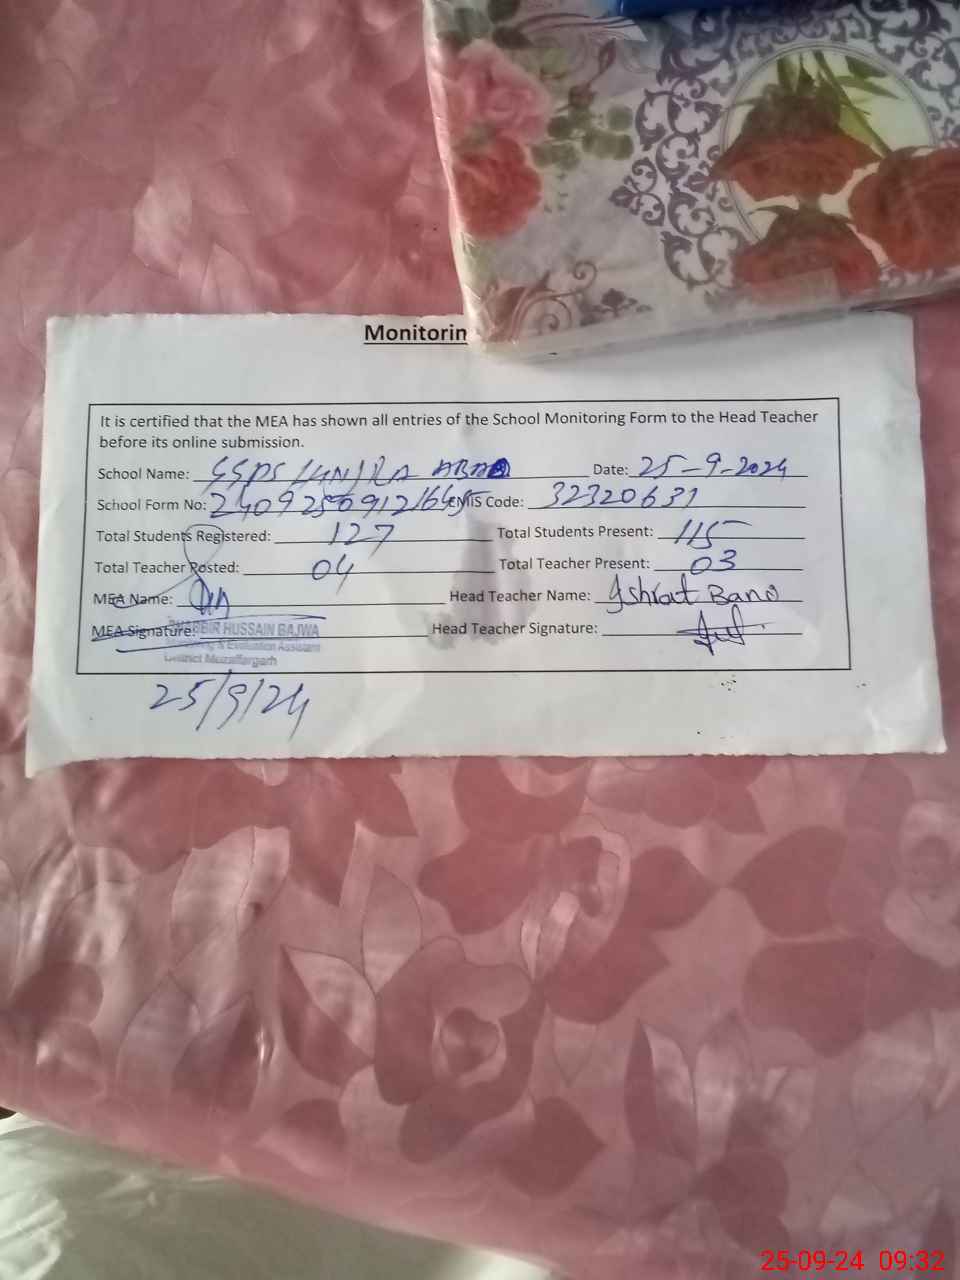 Monitorin
It is certified that the MEA has shown all entries of the School Monitoring Form to the Head Teacher
before its online submission.
School Name: ABAD Date: 25-9-2024
School Form No: EMIS Code: 32320631
Total Students Registered: 127 Total Students Present: 115
Total Teacher Posted: 04 Total Teacher Present: 03
MEA Name: Head Teacher Name: Ishrat Bano
MEA Signature: HUSSAIN BAJWA Head Teacher Signature:
& Evaluation Assistant
District Muzaffargarh
25/9/24
25-09-24 09:32